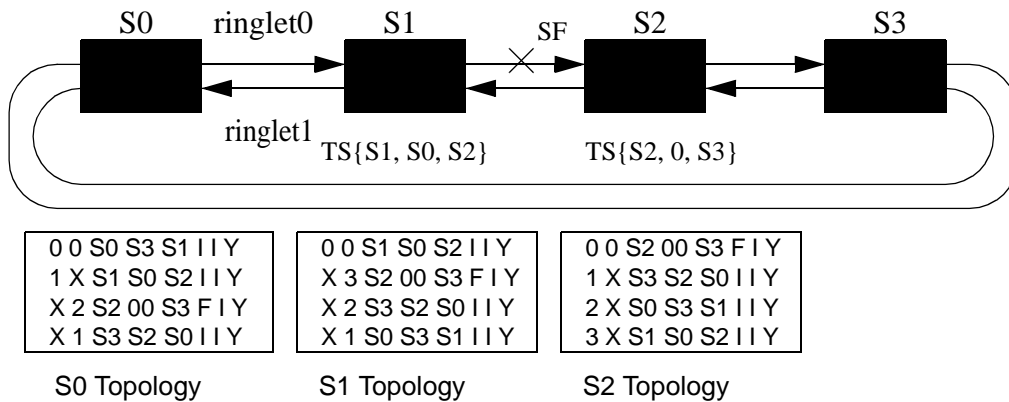 S0 ringlet0 S1 SF S2 S3
ringlet1
TS{S1, S0, S2} TS{S2, 0, S3}
0 0 S0 S3 S1 I I Y
1 X S1 S0 S2 I I Y
X 2 S2 00 S3 F I Y
X 1 S3 S2 S0 I I Y
S0 Topology
0 0 S1 S0 S2 I I Y
X 3 S2 00 S3 F I Y
X 2 S3 S2 S0 I I Y
X 1 S0 S3 S1 I I Y
S1 Topology
0 0 S2 00 S3 F I Y
1 X S3 S2 S0 I I Y
2 X S0 S3 S1 I I Y
3 X S1 S0 S2 I I Y
S2 Topology